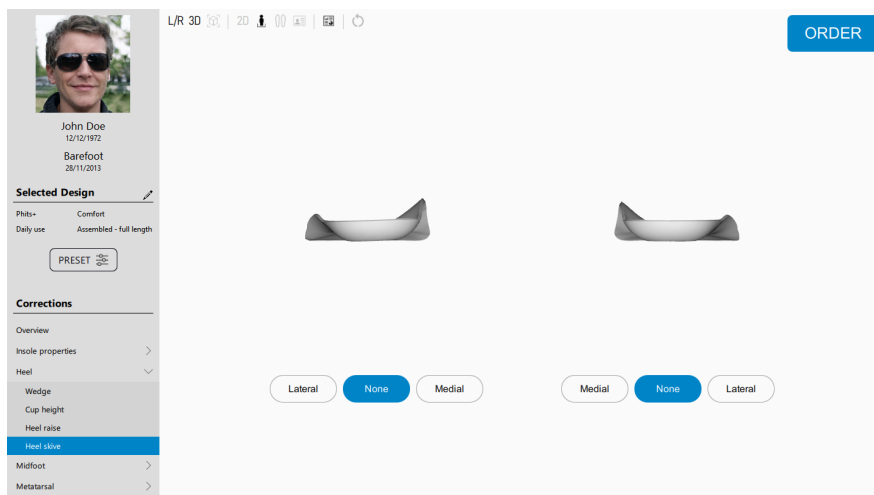 L/R 3D 2D
ORDER
John Doe
12/12/1972
Barefoot
28/11/2013
Selected Design
Phits+ Comfort
Daily use Assembled - full length
PRESET
Corrections
Overview
Insole properties
Heel
Wedge
Cup height
Heel raise
Heel skive
Midfoot
Metatarsal
Lateral None Medial
Medial None Lateral